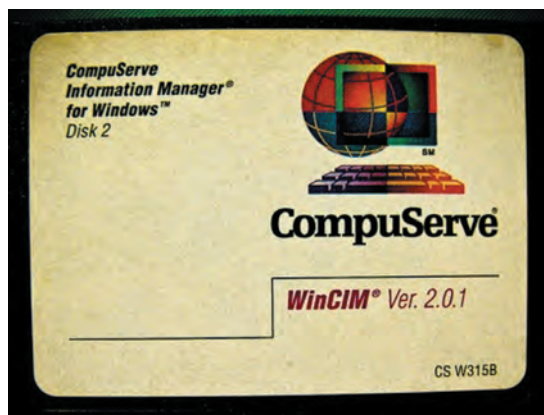 CompuServe
Information Manager®
for Windows™
Disk 2
SM
CompuServe®
WinCIM® Ver. 2.0.1
CS W315B